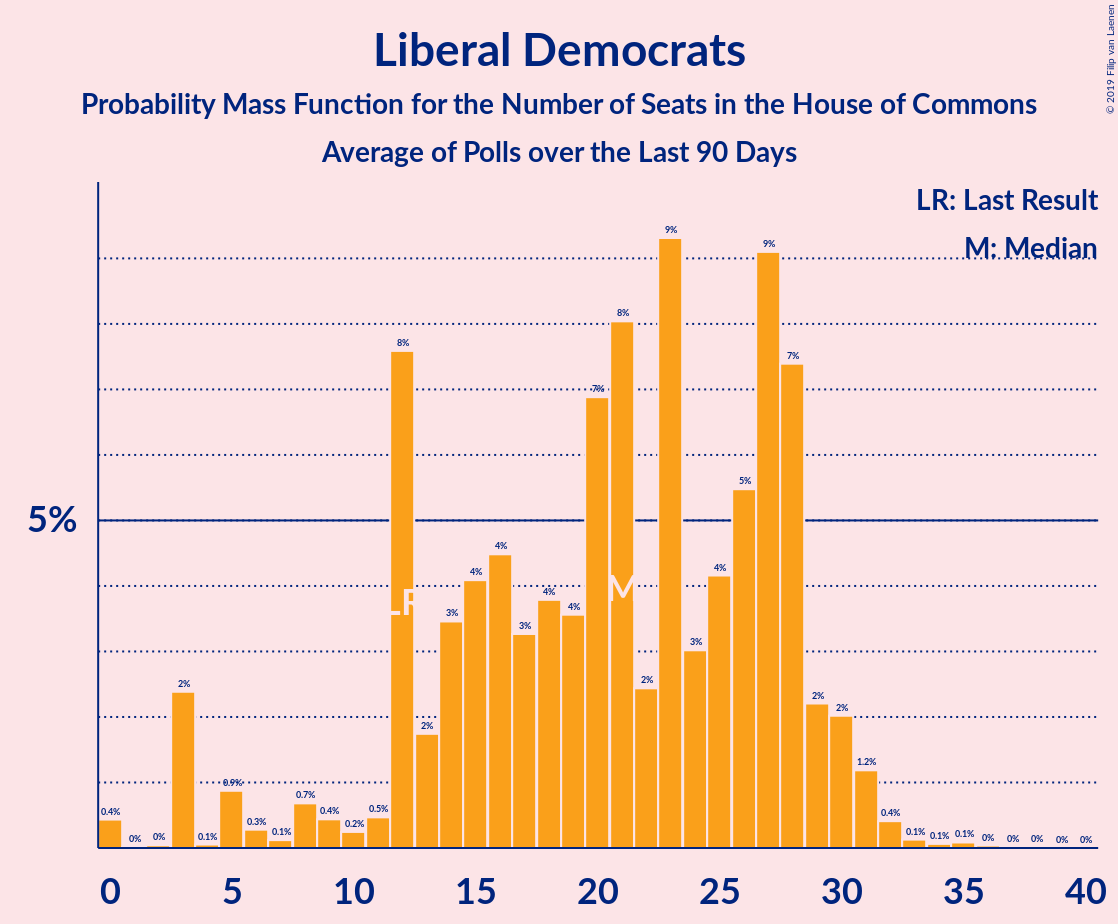 Liberal Democrats
Probability Mass Function for the Number of Seats in the House of Commons
Average of Polls over the Last 90 Days
© 2019 Filip van Laenen
LR: Last Result
M: Median
5%
0.4% 0% 0% 2% 0.1% 0.9% 0.3% 0.1% 0.7% 0.4% 0.2% 0.5% 8% 2% 3% 4% 4% 3% 4% 4% 7% 8% 2% 9% 3% 4% 5% 9% 7% 2% 2% 1.2% 0.4% 0.1% 0.1% 0.1% 0% 0% 0% 0% 0%
LR M
0 5 10 15 20 25 30 35 40